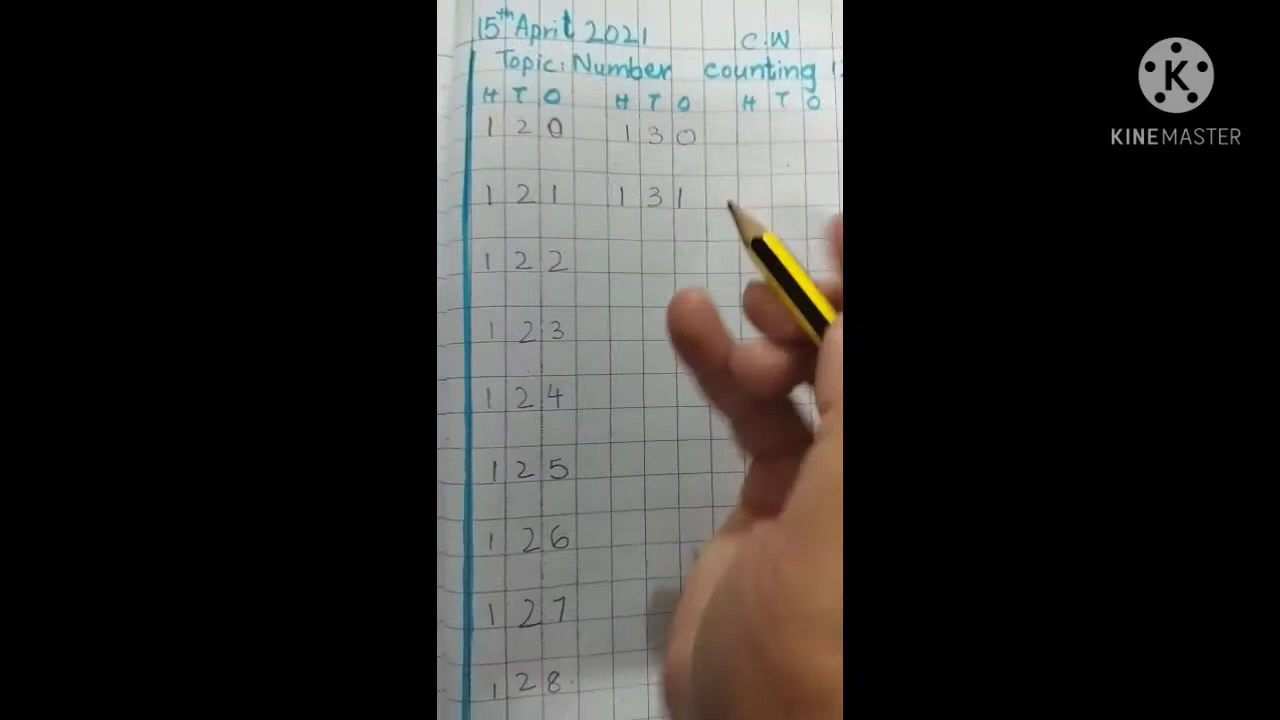 15th April 2021 C.W
Topic: Number counting
H T O H T O H T O
1 2 0 1 3 0
1 2 1 1 3 1
1 2 2
1 2 3
1 2 4
1 2 5
1 2 6
1 2 7
1 2 8
K
KINEMASTER